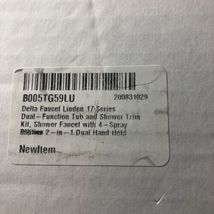 B005TG59LU 200831029
Delta Faucet Linden 17 Series
Dual-Function Tub and Shower Trim
Kit, Shower Faucet with 4-Spray
2-in-1 Dual Hand Held
NewItem